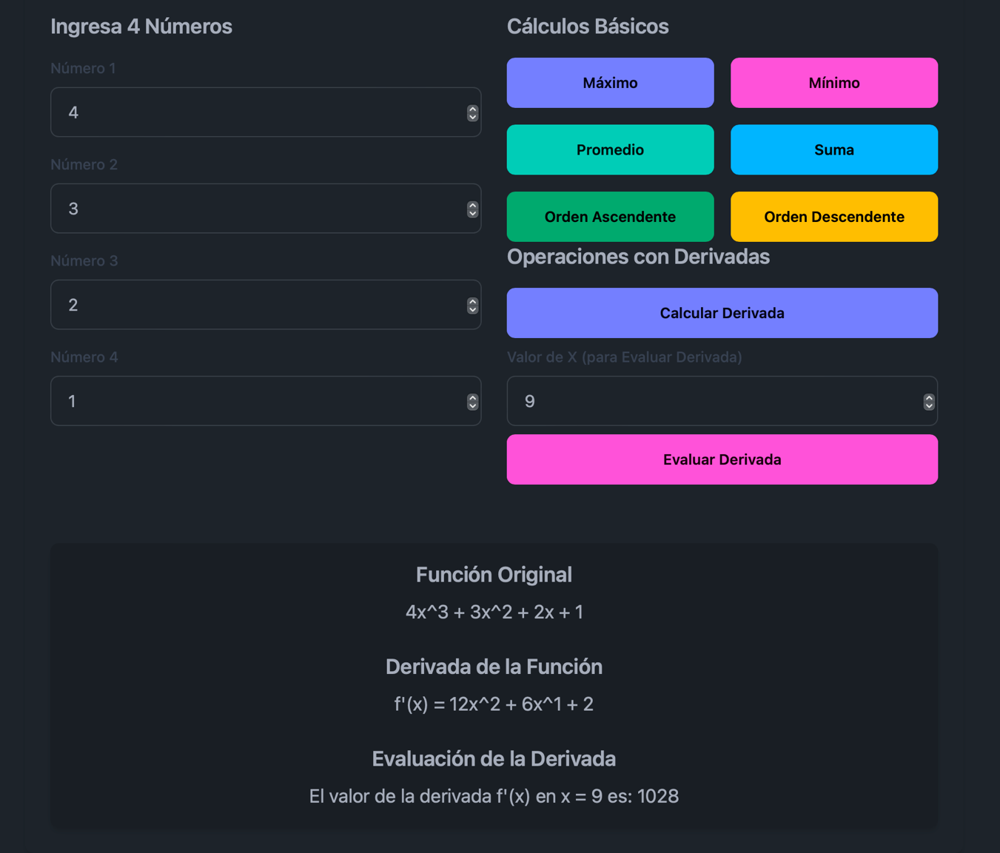 Ingresa 4 Números
Número 1
4
Número 2
3
Número 3
2
Número 4
1
Cálculos Básicos
Máximo
Mínimo
Promedio
Suma
Orden Ascendente
Orden Descendente
Operaciones con Derivadas
Calcular Derivada
Valor de X (para Evaluar Derivada)
9
Evaluar Derivada
Función Original
4x^3 + 3x^2 + 2x + 1
Derivada de la Función
f'(x) = 12x^2 + 6x^1 + 2
Evaluación de la Derivada
El valor de la derivada f'(x) en x = 9 es: 1028